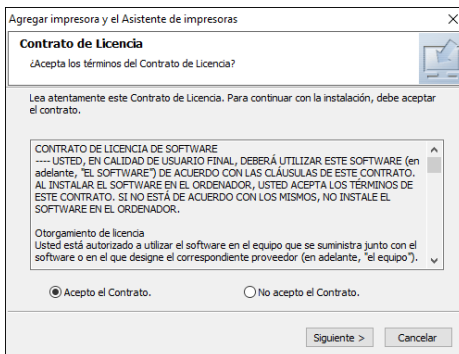 Agregar impresora y el Asistente de impresoras
Contrato de Licencia
¿Acepta los términos del Contrato de Licencia?
Lea atentamente este Contrato de Licencia. Para continuar con la instalación, debe aceptar
el contrato.
CONTRATO DE LICENCIA DE SOFTWARE
---- USTED, EN CALIDAD DE USUARIO FINAL, DEBERÁ UTILIZAR ESTE SOFTWARE (en
adelante, "EL SOFTWARE") DE ACUERDO CON LAS CLÁUSULAS DE ESTE CONTRATO.
AL INSTALAR EL SOFTWARE EN EL ORDENADOR, USTED ACEPTA LOS TÉRMINOS DE
ESTE CONTRATO. SI NO ESTÁ DE ACUERDO CON LOS MISMOS, NO INSTALE EL
SOFTWARE EN EL ORDENADOR.
Otorgamiento de licencia
Usted está autorizado a utilizar el software en el equipo que se suministra junto con el
software o en el que designe el correspondiente proveedor (en adelante, "el equipo").
Acepto el Contrato.
No acepto el Contrato.
Siguiente >
Cancelar